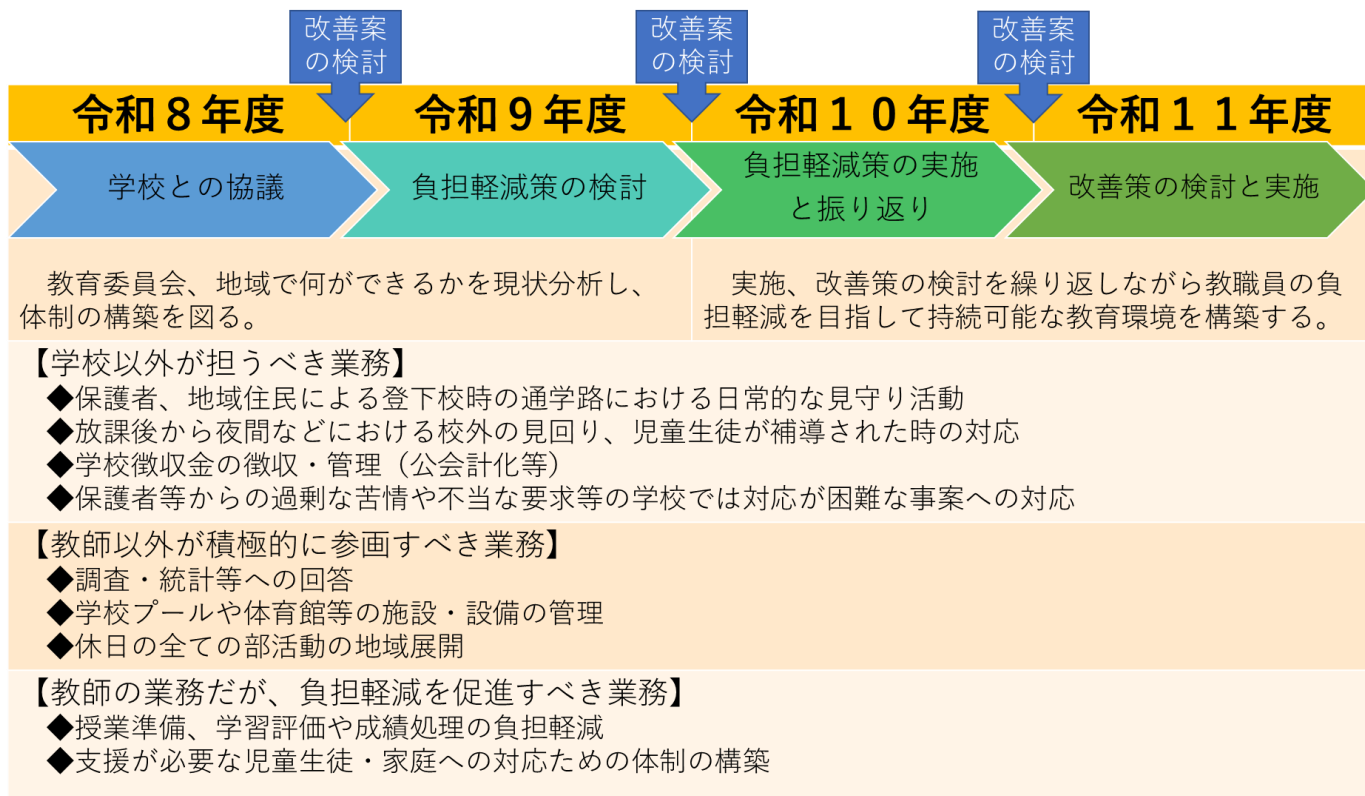 改善案
の検討
改善案
の検討
改善案
の検討
令和８年度
令和９年度
令和１０年度
令和１１年度
学校との協議
負担軽減策の検討
負担軽減策の実施
と振り返り
改善策の検討と実施
教育委員会、地域で何ができるかを現状分析し、
体制の構築を図る。
実施、改善策の検討を繰り返しながら教職員の負
担軽減を目指して持続可能な教育環境を構築する。
【学校以外が担うべき業務】
◆保護者、地域住民による登下校時の通学路における日常的な見守り活動
◆放課後から夜間などにおける校外の見回り、児童生徒が補導された時の対応
◆学校徴収金の徴収・管理（公会計化等）
◆保護者等からの過剰な苦情や不当な要求等の学校では対応が困難な事案への対応
【教師以外が積極的に参画すべき業務】
◆調査・統計等への回答
◆学校プールや体育館等の施設・設備の管理
◆休日の全ての部活動の地域展開
【教師の業務だが、負担軽減を促進すべき業務】
◆授業準備、学習評価や成績処理の負担軽減
◆支援が必要な児童生徒・家庭への対応ための体制の構築